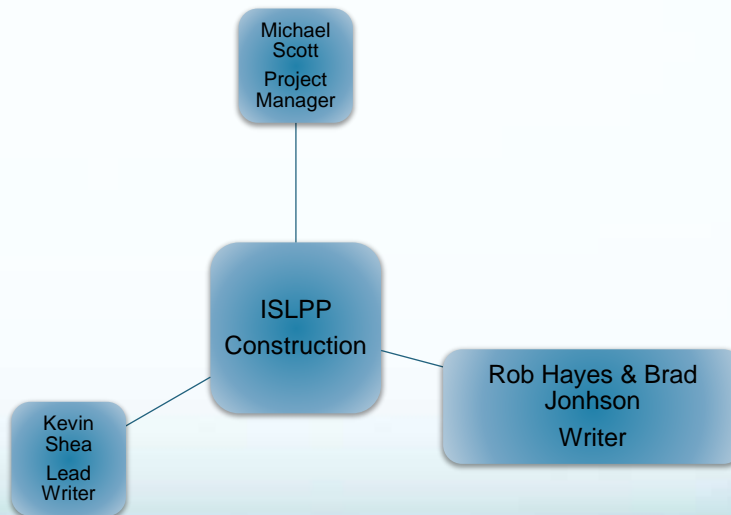 Michael
Scott
Project
Manager
ISLPP
Construction
Rob Hayes & Brad
Jonhson
Writer
Kevin
Shea
Lead
Writer